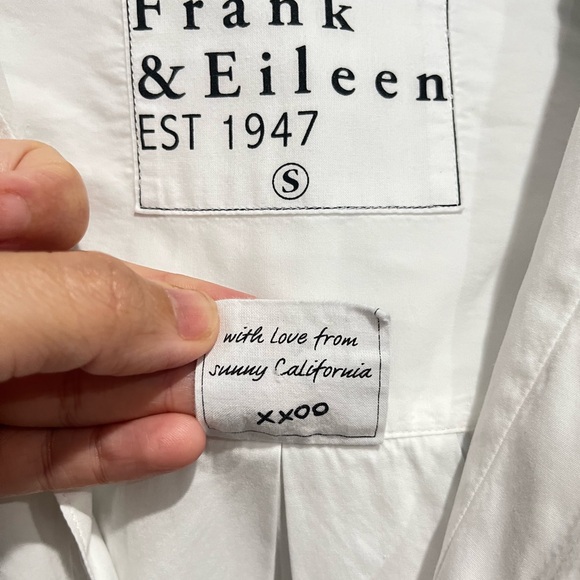 Frank
& Eileen
EST 1947
S
with Love from
sunny California
xxoo